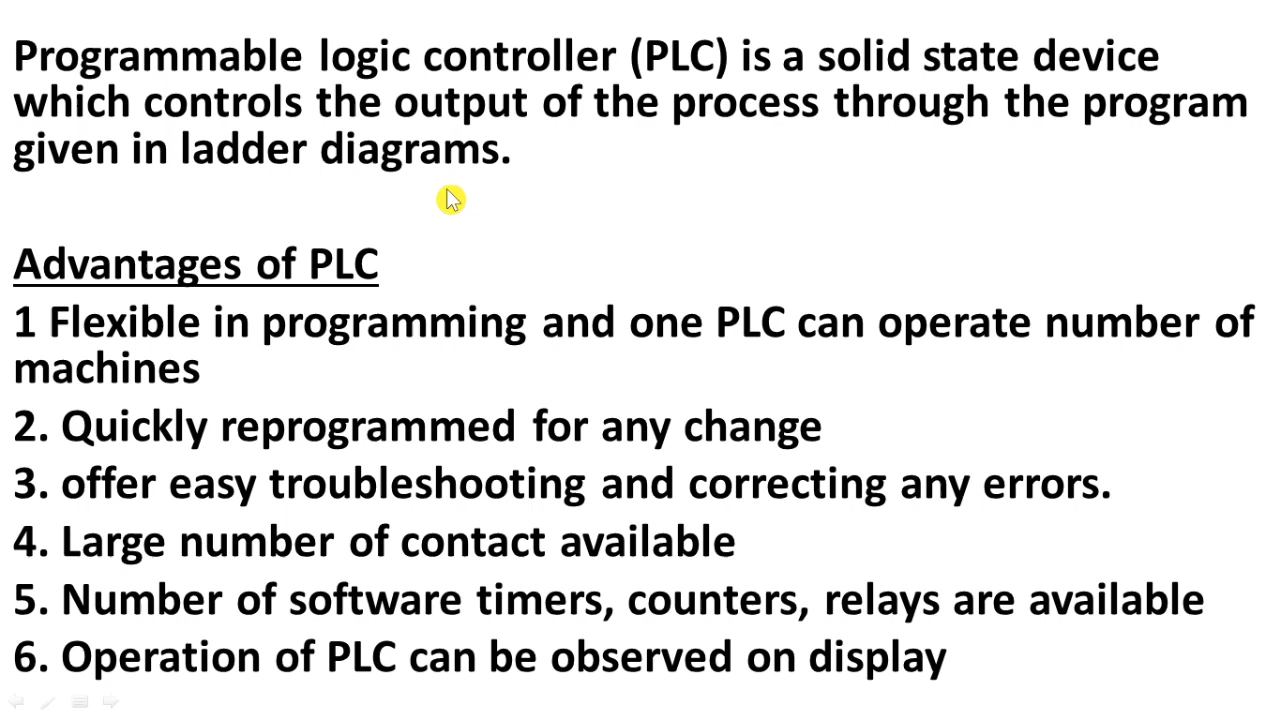 Programmable logic controller (PLC) is a solid state device
which controls the output of the process through the program
given in ladder diagrams.
Advantages of PLC
1 Flexible in programming and one PLC can operate number of
machines
2. Quickly reprogrammed for any change
3. offer easy troubleshooting and correcting any errors.
4. Large number of contact available
5. Number of software timers, counters, relays are available
6. Operation of PLC can be observed on display